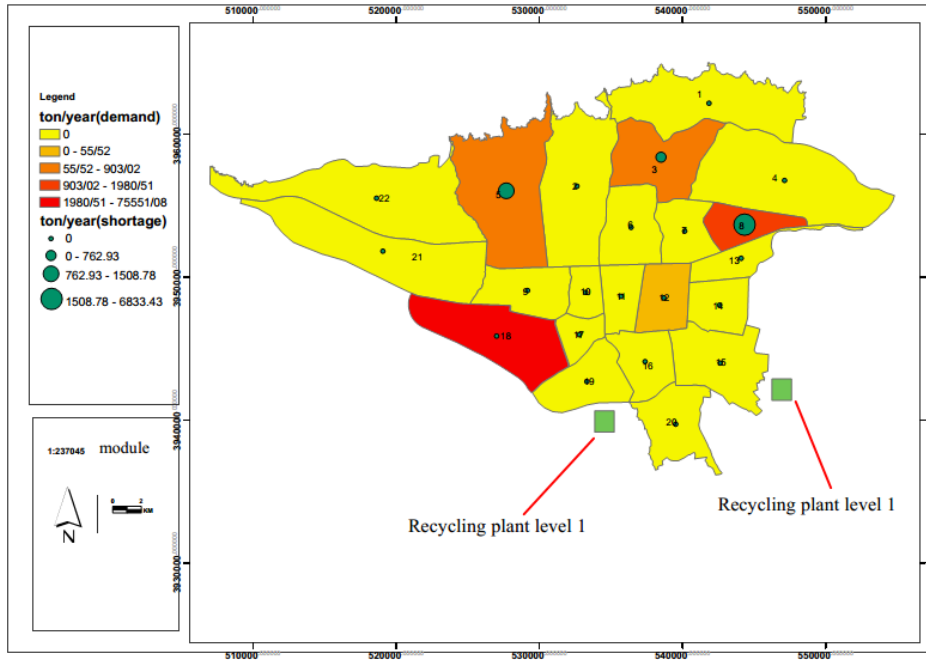 510000 520000 530000 540000 550000
Legend
ton/year(demand)
0
0 - 55/52
55/52 - 903/02
903/02 - 1980/51
1980/51 - 75551/08
ton/year(shortage)
0
0 - 762.93
762.93 - 1508.78
1508.78 - 6833.43
1:237045 module
0 2
KM
N
3960000
3950000
3940000
3930000
1
2
3
4
5
6
7
8
9
10
11
12
13
14
15
16
17
18
19
20
21
22
Recycling plant level 1
Recycling plant level 1
510000 520000 530000 540000 550000